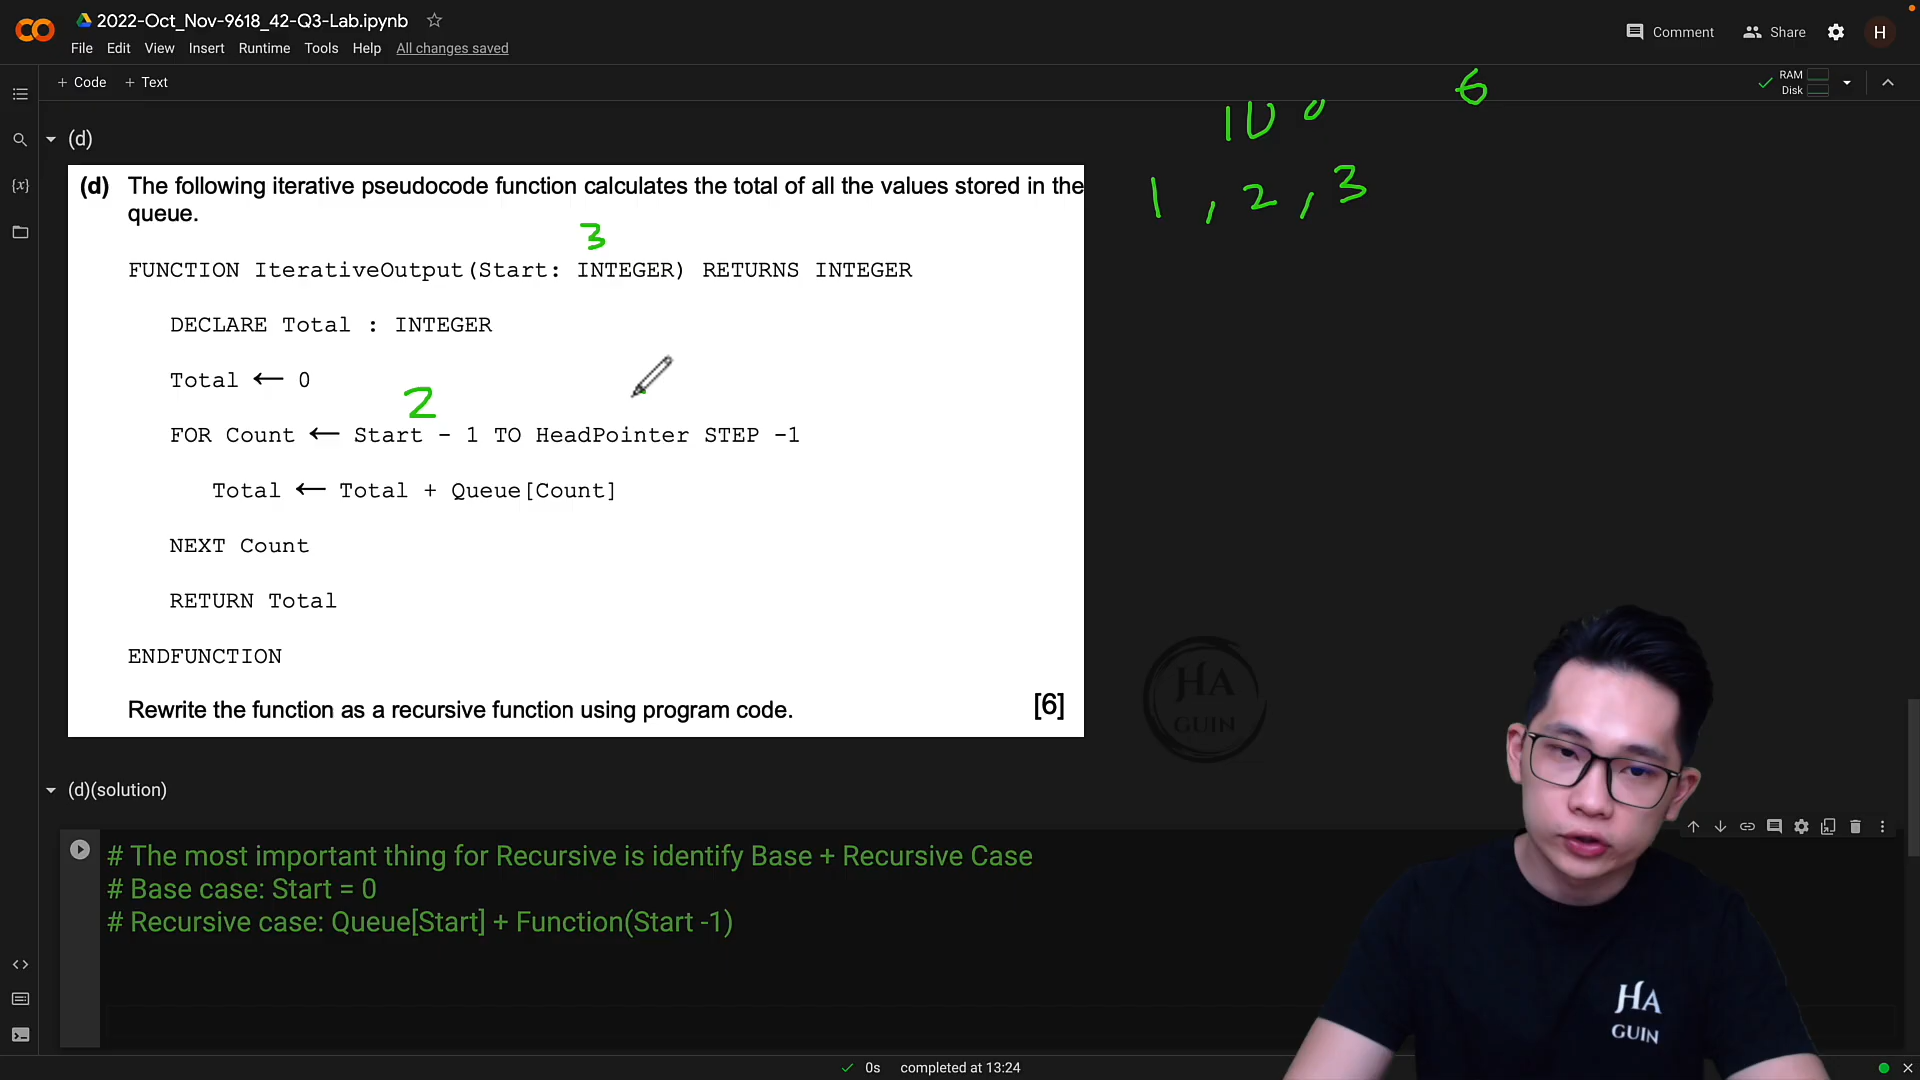 2022-Oct_Nov-9618_42-Q3-Lab.ipynb
File Edit View Insert Runtime Tools Help All changes saved
Comment Share H
+ Code + Text
RAM
Disk
6
100
1, 2, 3
(d)
(d) The following iterative pseudocode function calculates the total of all the values stored in the
queue.
3
FUNCTION IterativeOutput(Start: INTEGER) RETURNS INTEGER
DECLARE Total : INTEGER
Total ← 0
2
FOR Count ← Start - 1 TO HeadPointer STEP -1
Total ← Total + Queue[Count]
NEXT Count
RETURN Total
ENDFUNCTION
Rewrite the function as a recursive function using program code. [6]
HA
GUIN
(d)(solution)
# The most important thing for Recursive is identify Base + Recursive Case
# Base case: Start = 0
# Recursive case: Queue[Start] + Function(Start -1)
HA
GUIN
0s completed at 13:24